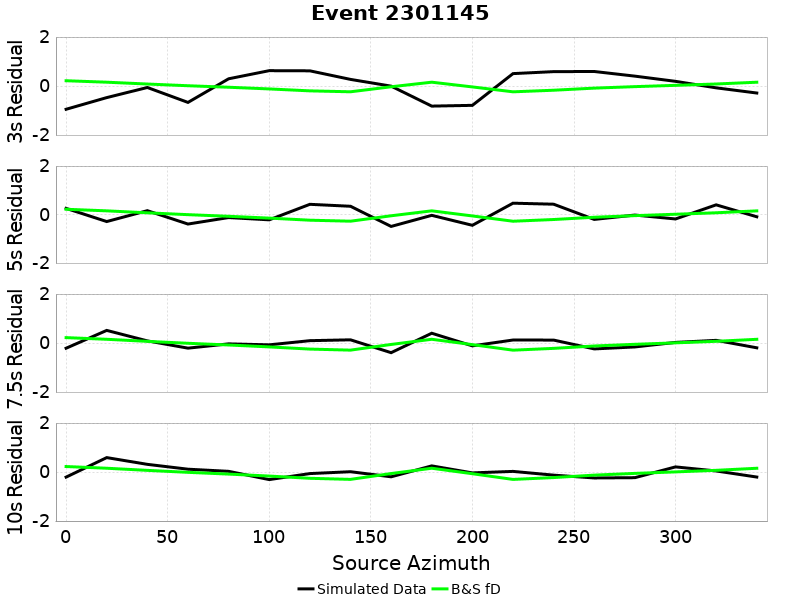 Event 2301145
3s Residual
2
0
-2
5s Residual
2
0
-2
7.5s Residual
2
0
-2
10s Residual
2
0
-2
0 50 100 150 200 250 300
Source Azimuth
Simulated Data B&S fD